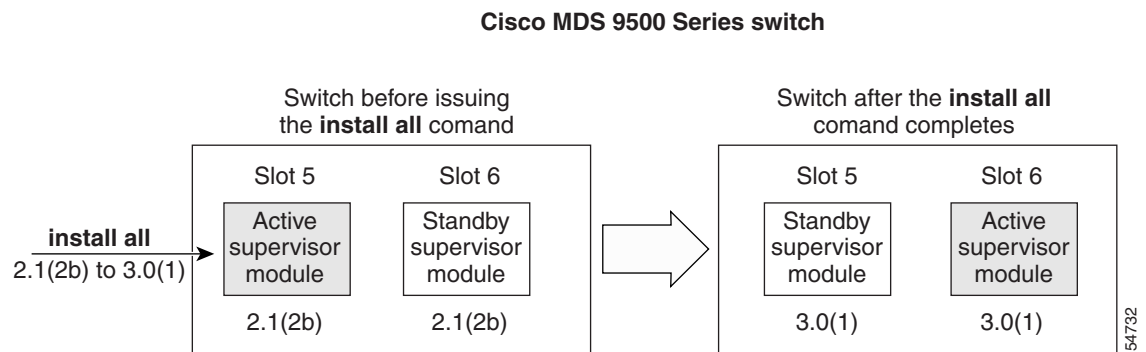 Cisco MDS 9500 Series switch
Switch before issuing
the install all comand
Switch after the install all
comand completes
Slot 5
Slot 6
Slot 5
Slot 6
install all
2.1(2b) to 3.0(1)
Active
supervisor
module
Standby
supervisor
module
Standby
supervisor
module
Active
supervisor
module
2.1(2b)
2.1(2b)
3.0(1)
3.0(1)
54732